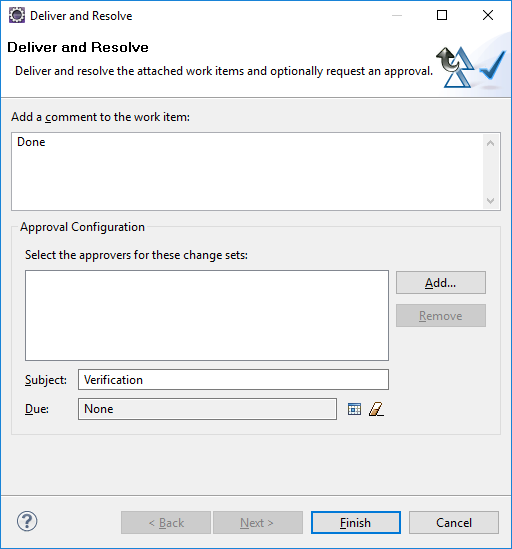 Deliver and Resolve
Deliver and Resolve
Deliver and resolve the attached work items and optionally request an approval.
Add a comment to the work item:
Done
Approval Configuration
Select the approvers for these change sets:
Add...
Remove
Subject:
Verification
Due:
None
?
< Back
Next >
Finish
Cancel